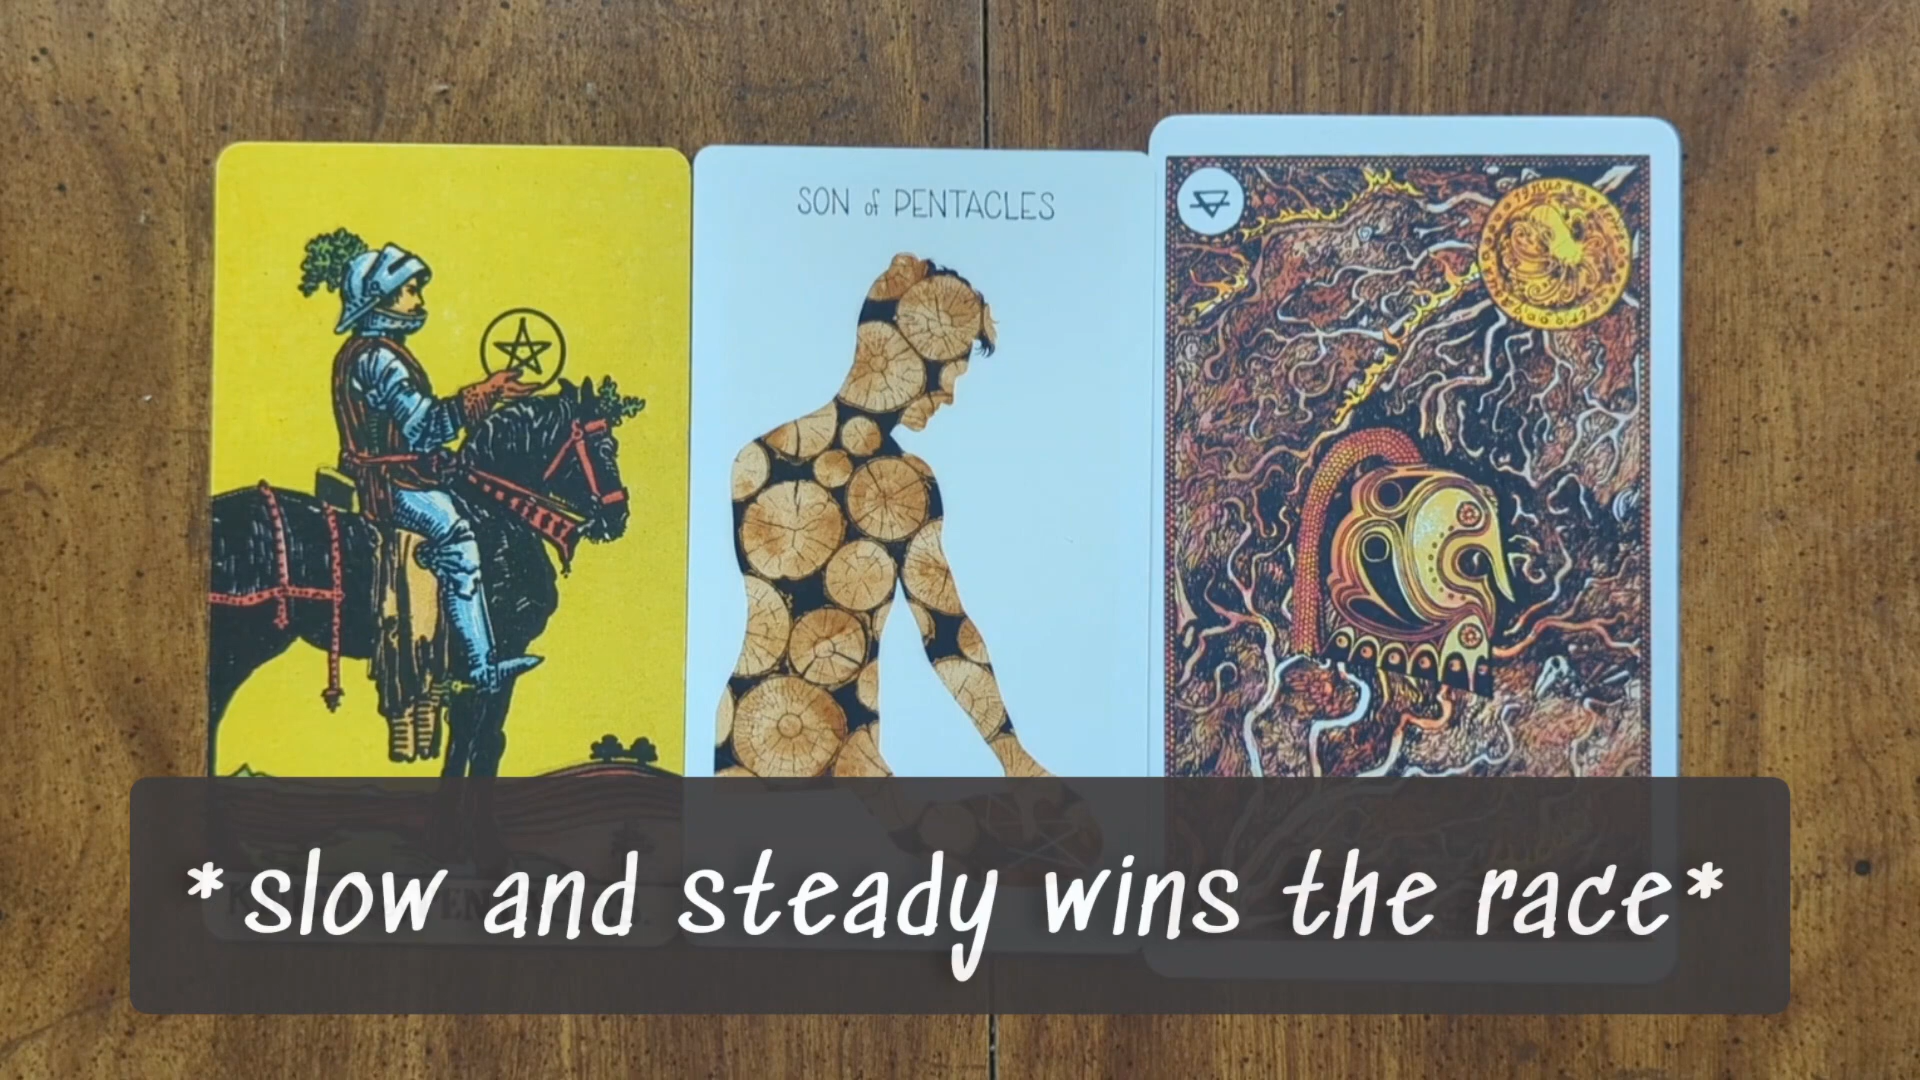 SON of PENTACLES
*slow and steady wins the race*